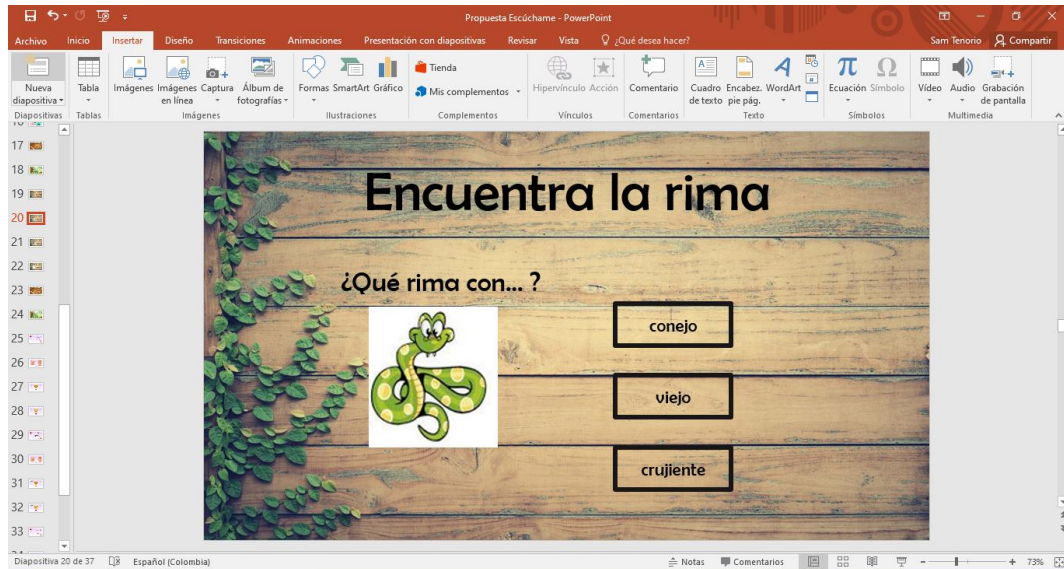 Propuesta Escúchame - PowerPoint
Archivo Inicio Insertar Diseño Transiciones Animaciones Presentación con diapositivas Revisar Vista ¿Qué desea hacer? Sam Tenorio Compartir
Nueva diapositiva
Tabla
Imágenes
Imágenes en línea
Captura
Álbum de fotografías
Formas
SmartArt
Gráfico
Tienda
Mis complementos
Hipervínculo
Acción
Comentario
Cuadro de texto
Encabez. pie pág.
WordArt
Ecuación
Símbolo
Vídeo
Audio
Grabación de pantalla
Diapositivas Tablas Imágenes Ilustraciones Complementos Vínculos Comentarios Texto Símbolos Multimedia
17
18
19
20
21
22
23
24
25
26
27
28
29
30
31
32
33
Encuentra la rima
¿Qué rima con... ?
conejo
viejo
crujiente
Diapositiva 20 de 37 Español (Colombia) Notas Comentarios 73%